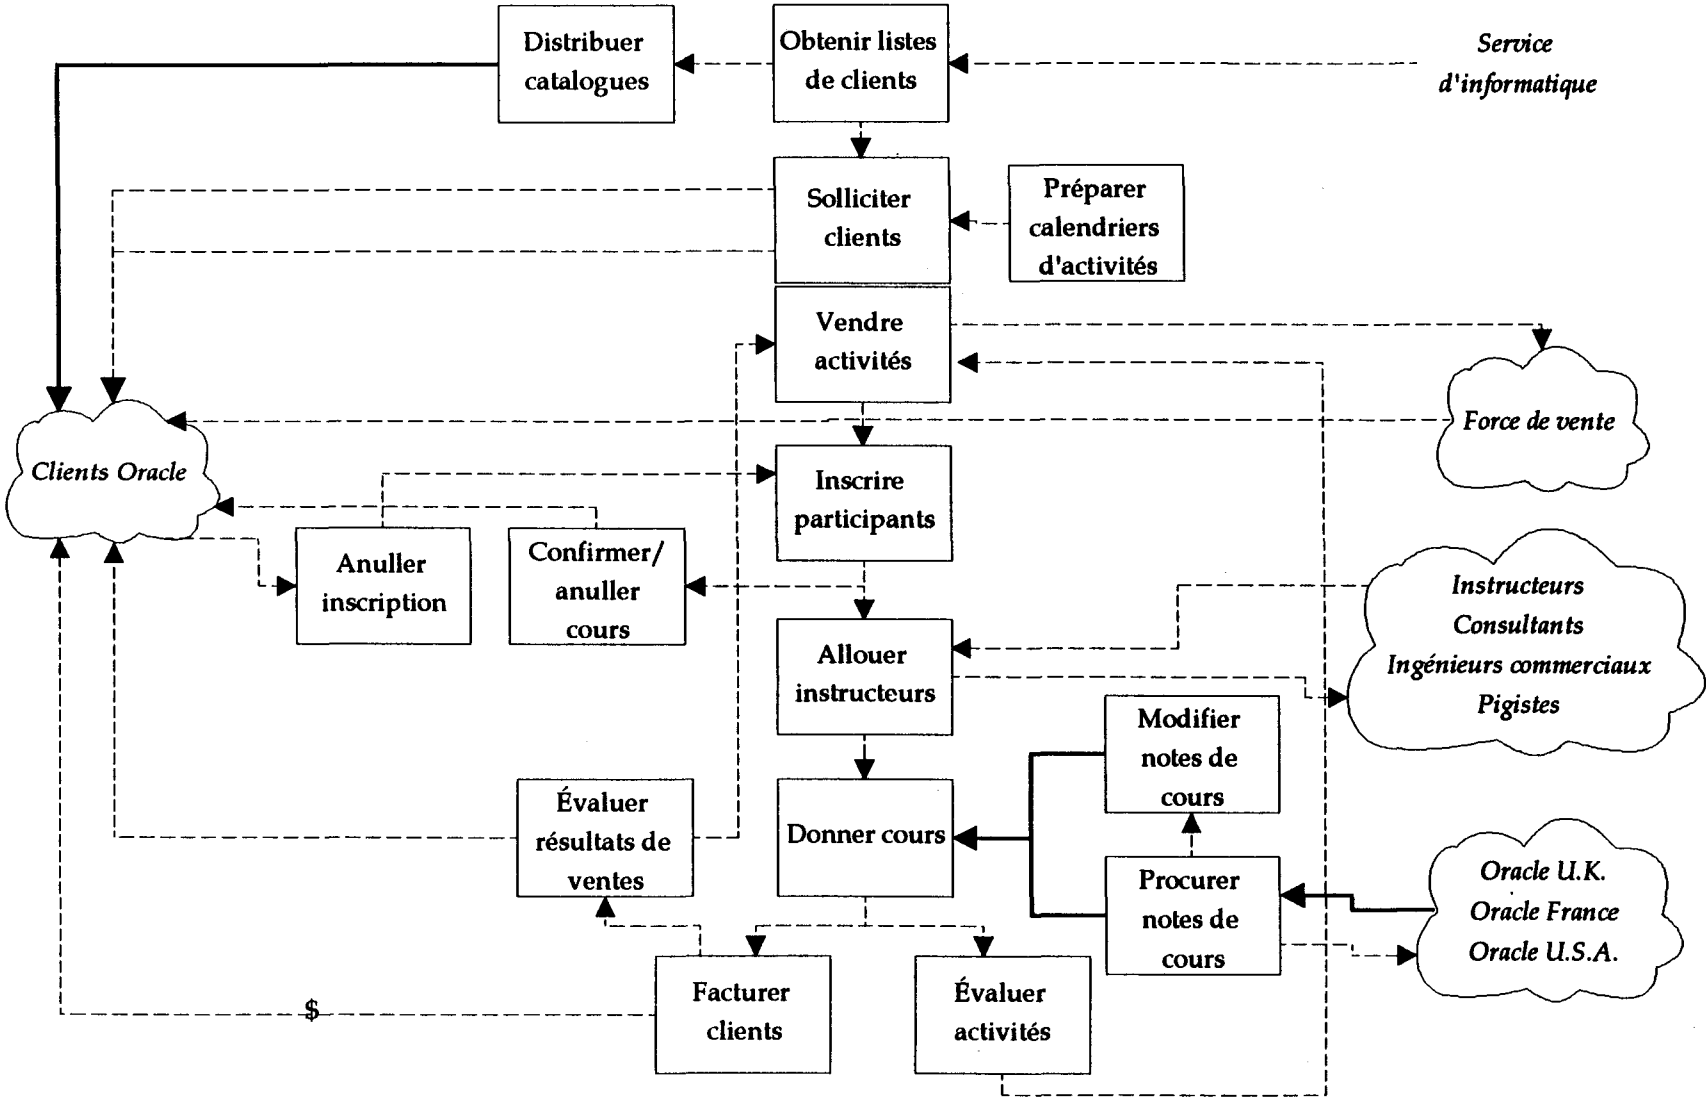 Distribuer
catalogues
Obtenir listes
de clients
Service
d'informatique
Solliciter
clients
Préparer
calendriers
d'activités
Vendre
activités
Force de vente
Clients Oracle
Inscrire
participants
Anuller
inscription
Confirmer/
anuller
cours
Instructeurs
Consultants
Ingénieurs commerciaux
Pigistes
Allouer
instructeurs
Modifier
notes de
cours
Évaluer
résultats de
ventes
Donner cours
Procurer
notes de
cours
Oracle U.K.
Oracle France
Oracle U.S.A.
Facturer
clients
Évaluer
activités
$